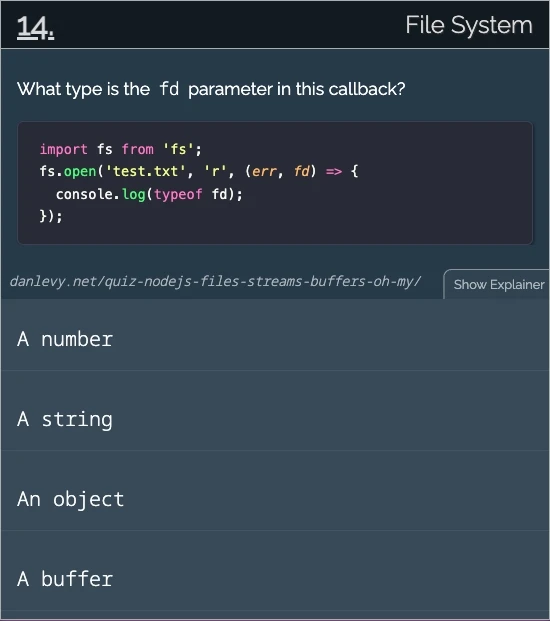 14.
File System
What type is the fd parameter in this callback?
import fs from 'fs';
fs.open('test.txt', 'r', (err, fd) => {
  console.log(typeof fd);
});
danlevy.net/quiz-nodejs-files-streams-buffers-oh-my/
Show Explainer
A number
A string
An object
A buffer